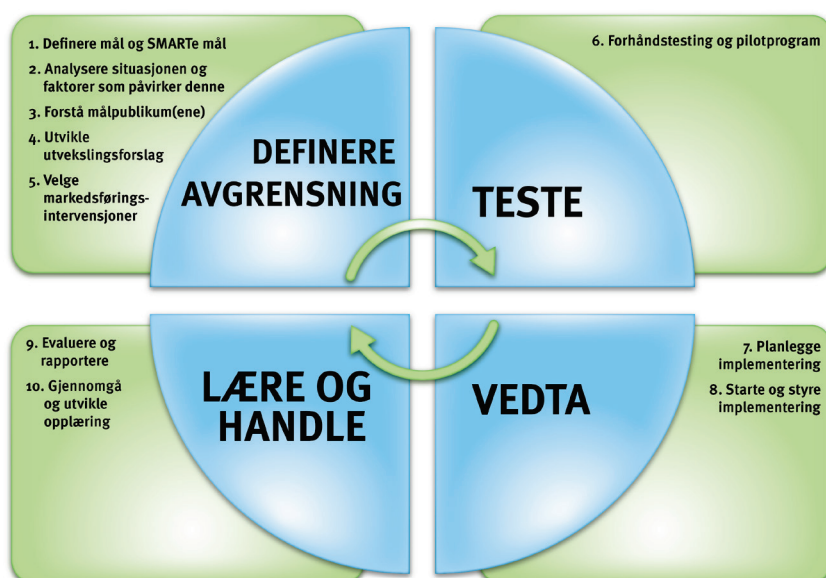 1. Definere mål og SMARTe mål
2. Analysere situasjonen og
faktorer som påvirker denne
3. Forstå målpublikum(ene)
4. Utvikle
utvekslingsforslag
5. Velge
markedsførings-
intervensjoner
DEFINERE
AVGRENSNING
6. Forhåndstesting og pilotprogram
TESTE
9. Evaluere og
rapportere
10. Gjennomgå
og utvikle
opplæring
LÆRE OG
HANDLE
VEDTA
7. Planlegge
implementering
8. Starte og styre
implementering